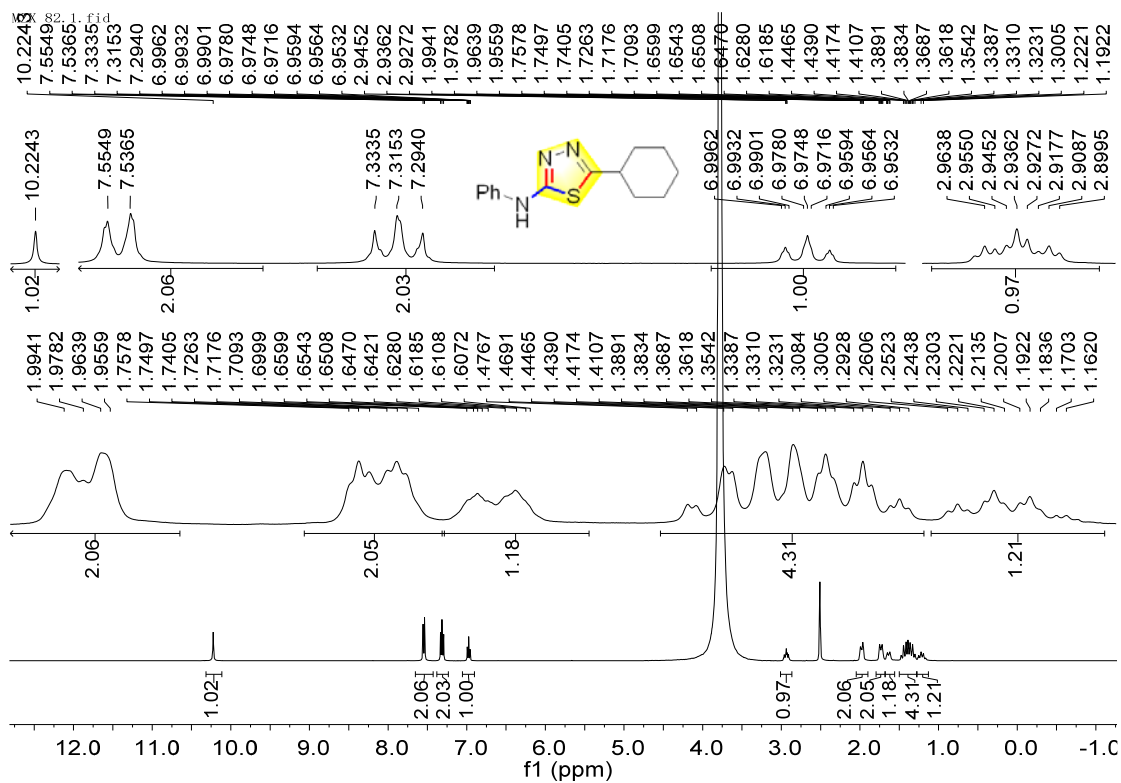 82.1.fid
10.2243 7.5549 7.5365 7.3335 7.3153 7.2940 6.9962 6.9932 6.9901 6.9780 6.9748 6.9716 6.9594 6.9564 6.9532 2.9452 2.9362 2.9272 1.9941 1.9782 1.9639 1.9559 1.7578 1.7497 1.7405 1.7263 1.7176 1.7093 1.6599 1.6543 1.6508 1.6470 1.6280 1.6185 1.4465 1.4390 1.4174 1.4107 1.3891 1.3834 1.3687 1.3618 1.3542 1.3387 1.3310 1.3231 1.3005 1.2221 1.1922
10.2243 7.5549 7.5365 7.3335 7.3153 7.2940 6.9962 6.9932 6.9901 6.9780 6.9748 6.9716 6.9594 6.9564 6.9532 2.9638 2.9550 2.9452 2.9362 2.9272 2.9177 2.9087 2.8995
N N
Ph N H S
1.02 2.06 2.03 1.00 0.97
1.9941 1.9782 1.9639 1.9559 1.7578 1.7497 1.7405 1.7263 1.7176 1.7093 1.6999 1.6599 1.6543 1.6508 1.6470 1.6421 1.6280 1.6185 1.6108 1.6072 1.4767 1.4691 1.4465 1.4390 1.4174 1.4107 1.3891 1.3834 1.3687 1.3618 1.3542 1.3387 1.3310 1.3231 1.3084 1.3005 1.2928 1.2606 1.2523 1.2438 1.2303 1.2221 1.2135 1.2007 1.1922 1.1836 1.1703 1.1620
2.06 2.05 1.18 4.31 1.21
1.02 2.06 2.03 1.00 0.97 2.06 2.05 1.18 4.31 1.21
12.0 11.0 10.0 9.0 8.0 7.0 6.0 5.0 4.0 3.0 2.0 1.0 0.0 -1.0
f1 (ppm)